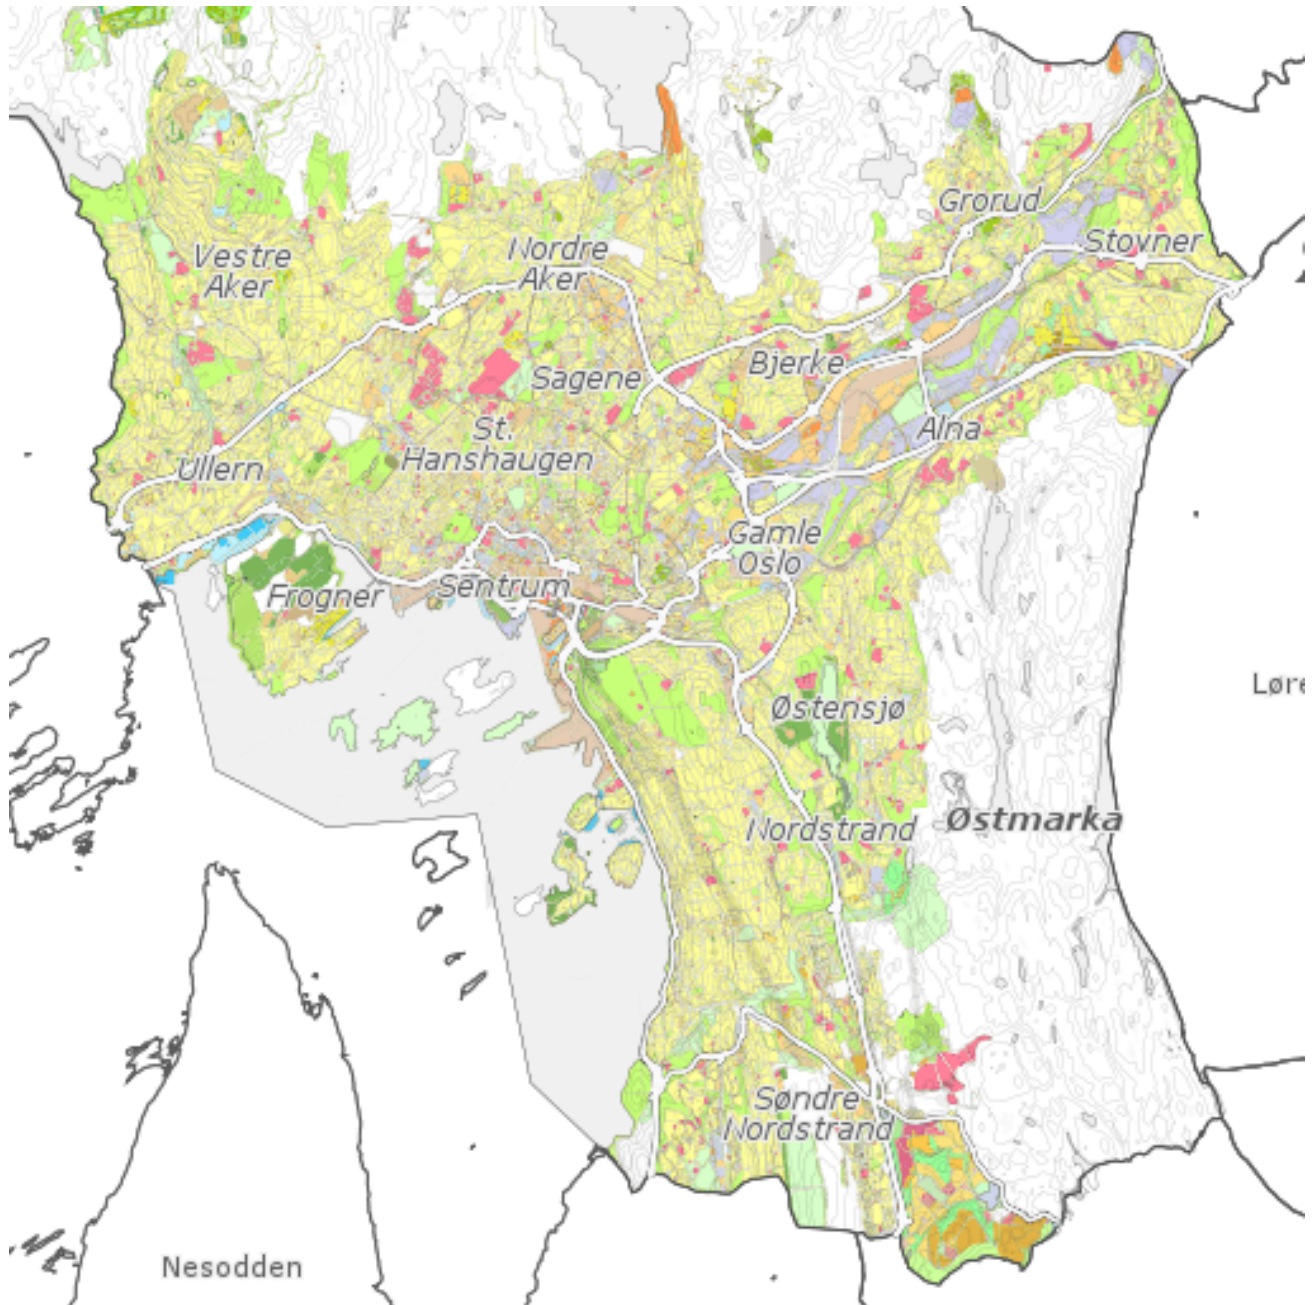 Grorud
Stovner
Vestre
Aker
Nordre
Aker
Bjerke
Sagene
St.
Hanshaugen
Alna
Ullern
Gamle
Oslo
Frogner
Sentrum
Løre
Østensjø
Nordstrand
Østmarka
Søndre
Nordstrand
Nesodden